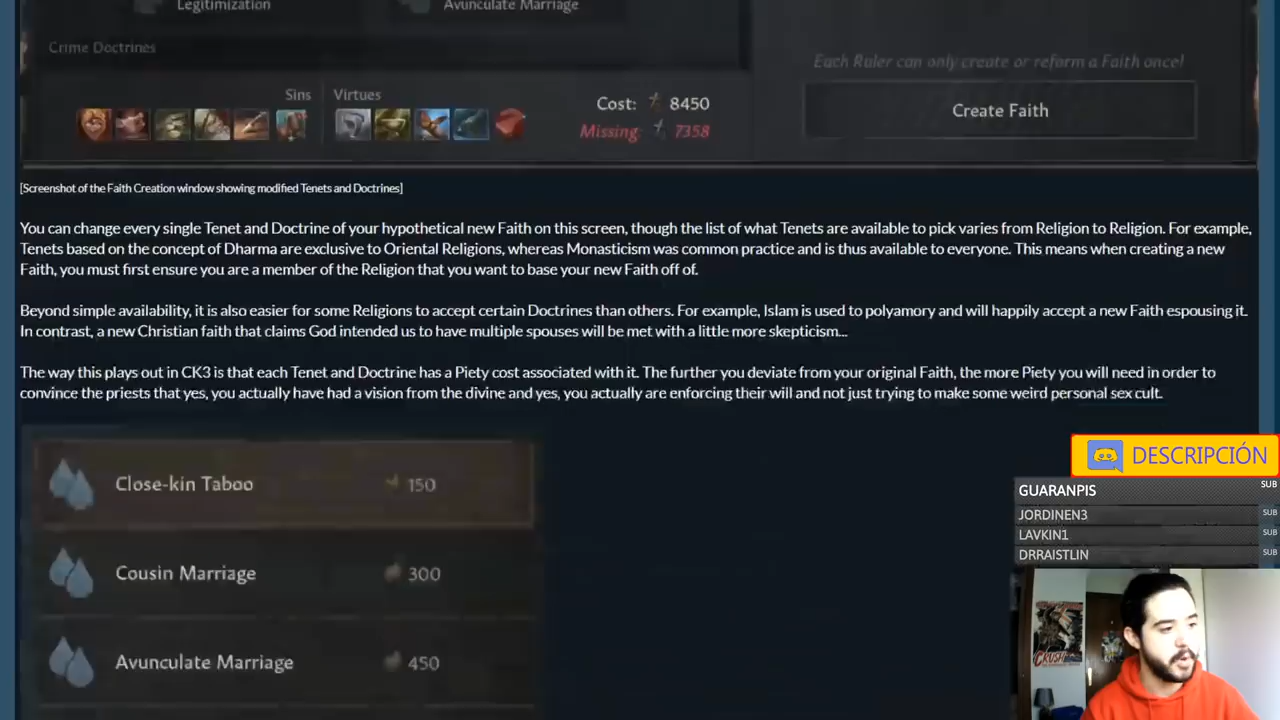 Legitimization
Avunculate Marriage
Crime Doctrines
Each Ruler can only create or reform a Faith once!
Sins
Virtues
Cost: 8450
Missing: 7358
Create Faith
[Screenshot of the Faith Creation window showing modified Tenets and Doctrines]
You can change every single Tenet and Doctrine of your hypothetical new Faith on this screen, though the list of what Tenets are available to pick varies from Religion to Religion. For example,
Tenets based on the concept of Dharma are exclusive to Oriental Religions, whereas Monasticism was common practice and is thus available to everyone. This means when creating a new
Faith, you must first ensure you are a member of the Religion that you want to base your new Faith off of.
Beyond simple availability, it is also easier for some Religions to accept certain Doctrines than others. For example, Islam is used to polyamory and will happily accept a new Faith espousing it.
In contrast, a new Christian faith that claims God intended us to have multiple spouses will be met with a little more skepticism...
The way this plays out in CK3 is that each Tenet and Doctrine has a Piety cost associated with it. The further you deviate from your original Faith, the more Piety you will need in order to
convince the priests that yes, you actually have had a vision from the divine and yes, you actually are enforcing their will and not just trying to make some weird personal sex cult.
Close-kin Taboo 150
Cousin Marriage 300
Avunculate Marriage 450
DESCRIPCIÓN
GUARANPIS SUB
JORDINEN3 SUB
LAVKIN1 SUB
DRRAISTLIN SUB
CRUSH